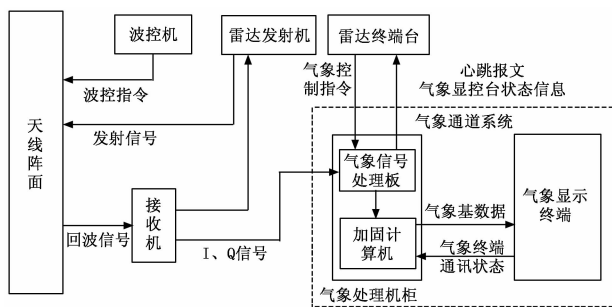 波控机
雷达发射机
雷达终端台
波控指令
气象控
制指令
心跳报文
气象显控台状态信息
天线阵面
发射信号
气象通道系统
气象信号
处理板
气象显示
终端
接收机
回波信号
I、Q信号
加固计
算机
气象基数据
气象终端
通讯状态
气象处理机柜